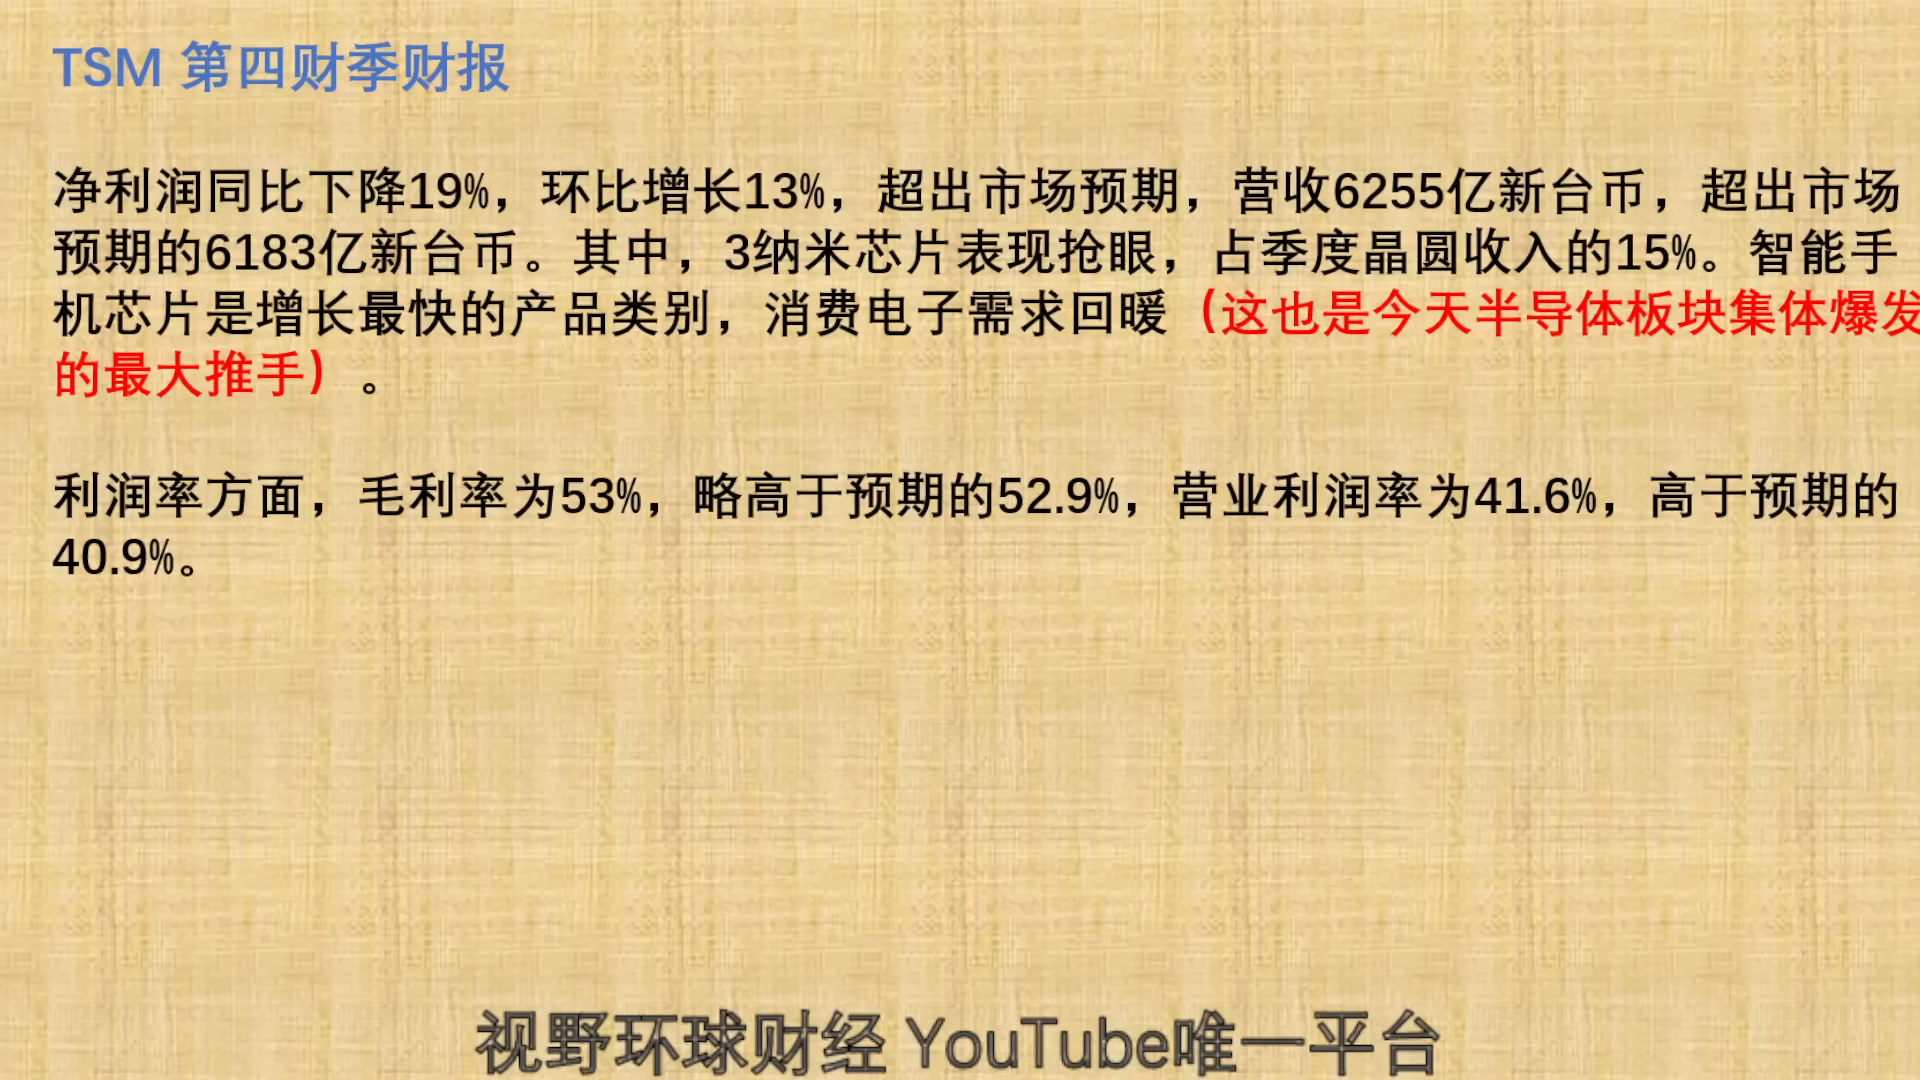 TSM 第四财季财报
净利润同比下降19%，环比增长13%，超出市场预期，营收6255亿新台币，超出市场
预期的6183亿新台币。其中，3纳米芯片表现抢眼，占季度晶圆收入的15%。智能手
机芯片是增长最快的产品类别，消费电子需求回暖（这也是今天半导体板块集体爆发
的最大推手）。
利润率方面，毛利率为53%，略高于预期的52.9%，营业利润率为41.6%，高于预期的
40.9%。
视野环球财经 YouTube唯一平台